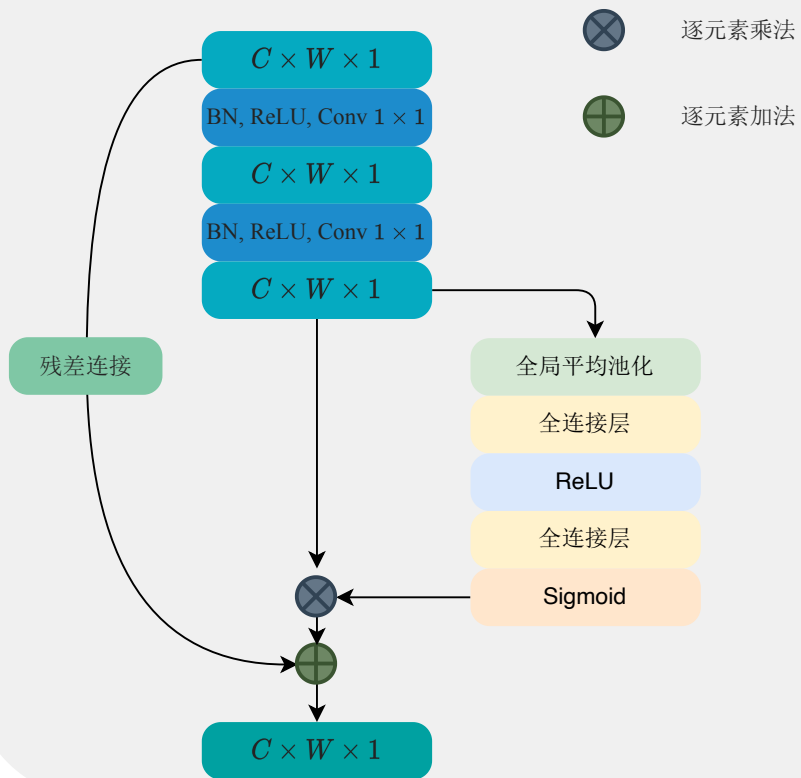 C × W × 1
逐元素乘法
BN, ReLU, Conv 1 × 1
逐元素加法
C × W × 1
BN, ReLU, Conv 1 × 1
C × W × 1
残差连接
全局平均池化
全连接层
ReLU
全连接层
Sigmoid
C × W × 1